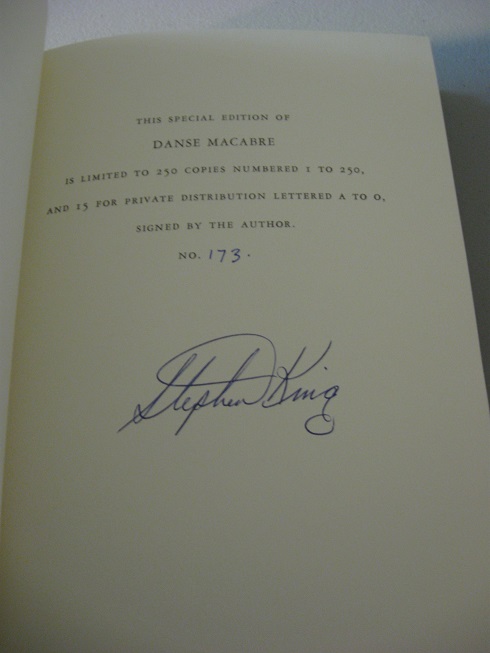 THIS SPECIAL EDITION OF
DANSE MACABRE
IS LIMITED TO 250 COPIES NUMBERED 1 TO 250,
AND 15 FOR PRIVATE DISTRIBUTION LETTERED A TO O,
SIGNED BY THE AUTHOR.
NO. 173.
Stephen King